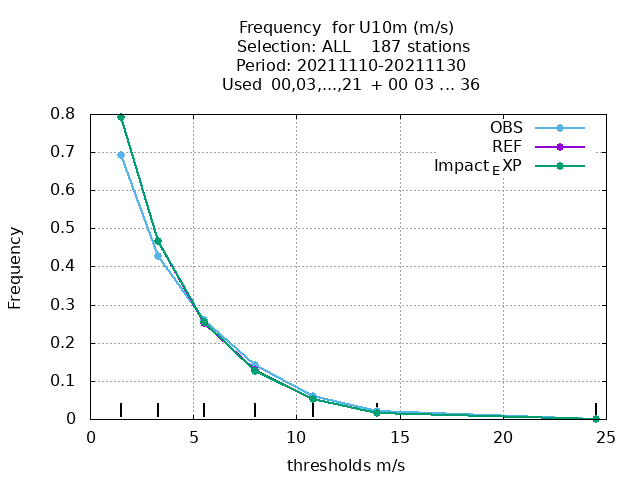 Frequency  for U10m (m/s)
Selection: ALL    187 stations
Period: 20211110-20211130
Used  00,03,...,21  + 00 03 ... 36
OBS
REF
Impact_EXP
Frequency
0.8
0.7
0.6
0.5
0.4
0.3
0.2
0.1
0
0 5 10 15 20 25
thresholds m/s